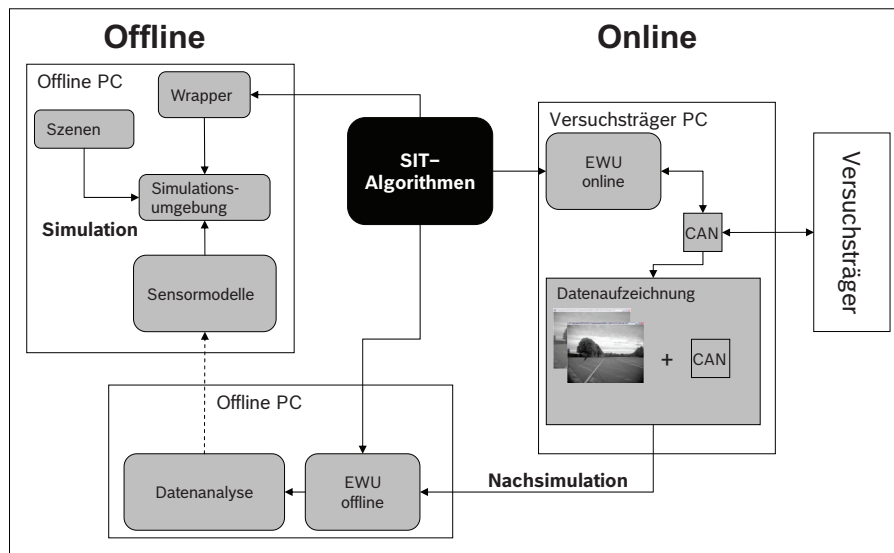 Offline
Online
Offline PC
Wrapper
Szenen
Simulations-
umgebung
Simulation
Sensormodelle
SIT–
Algorithmen
Versuchsträger PC
EWU
online
CAN
Versuchsträger
Datenaufzeichnung
+
CAN
Offline PC
Datenanalyse
EWU
offline
Nachsimulation